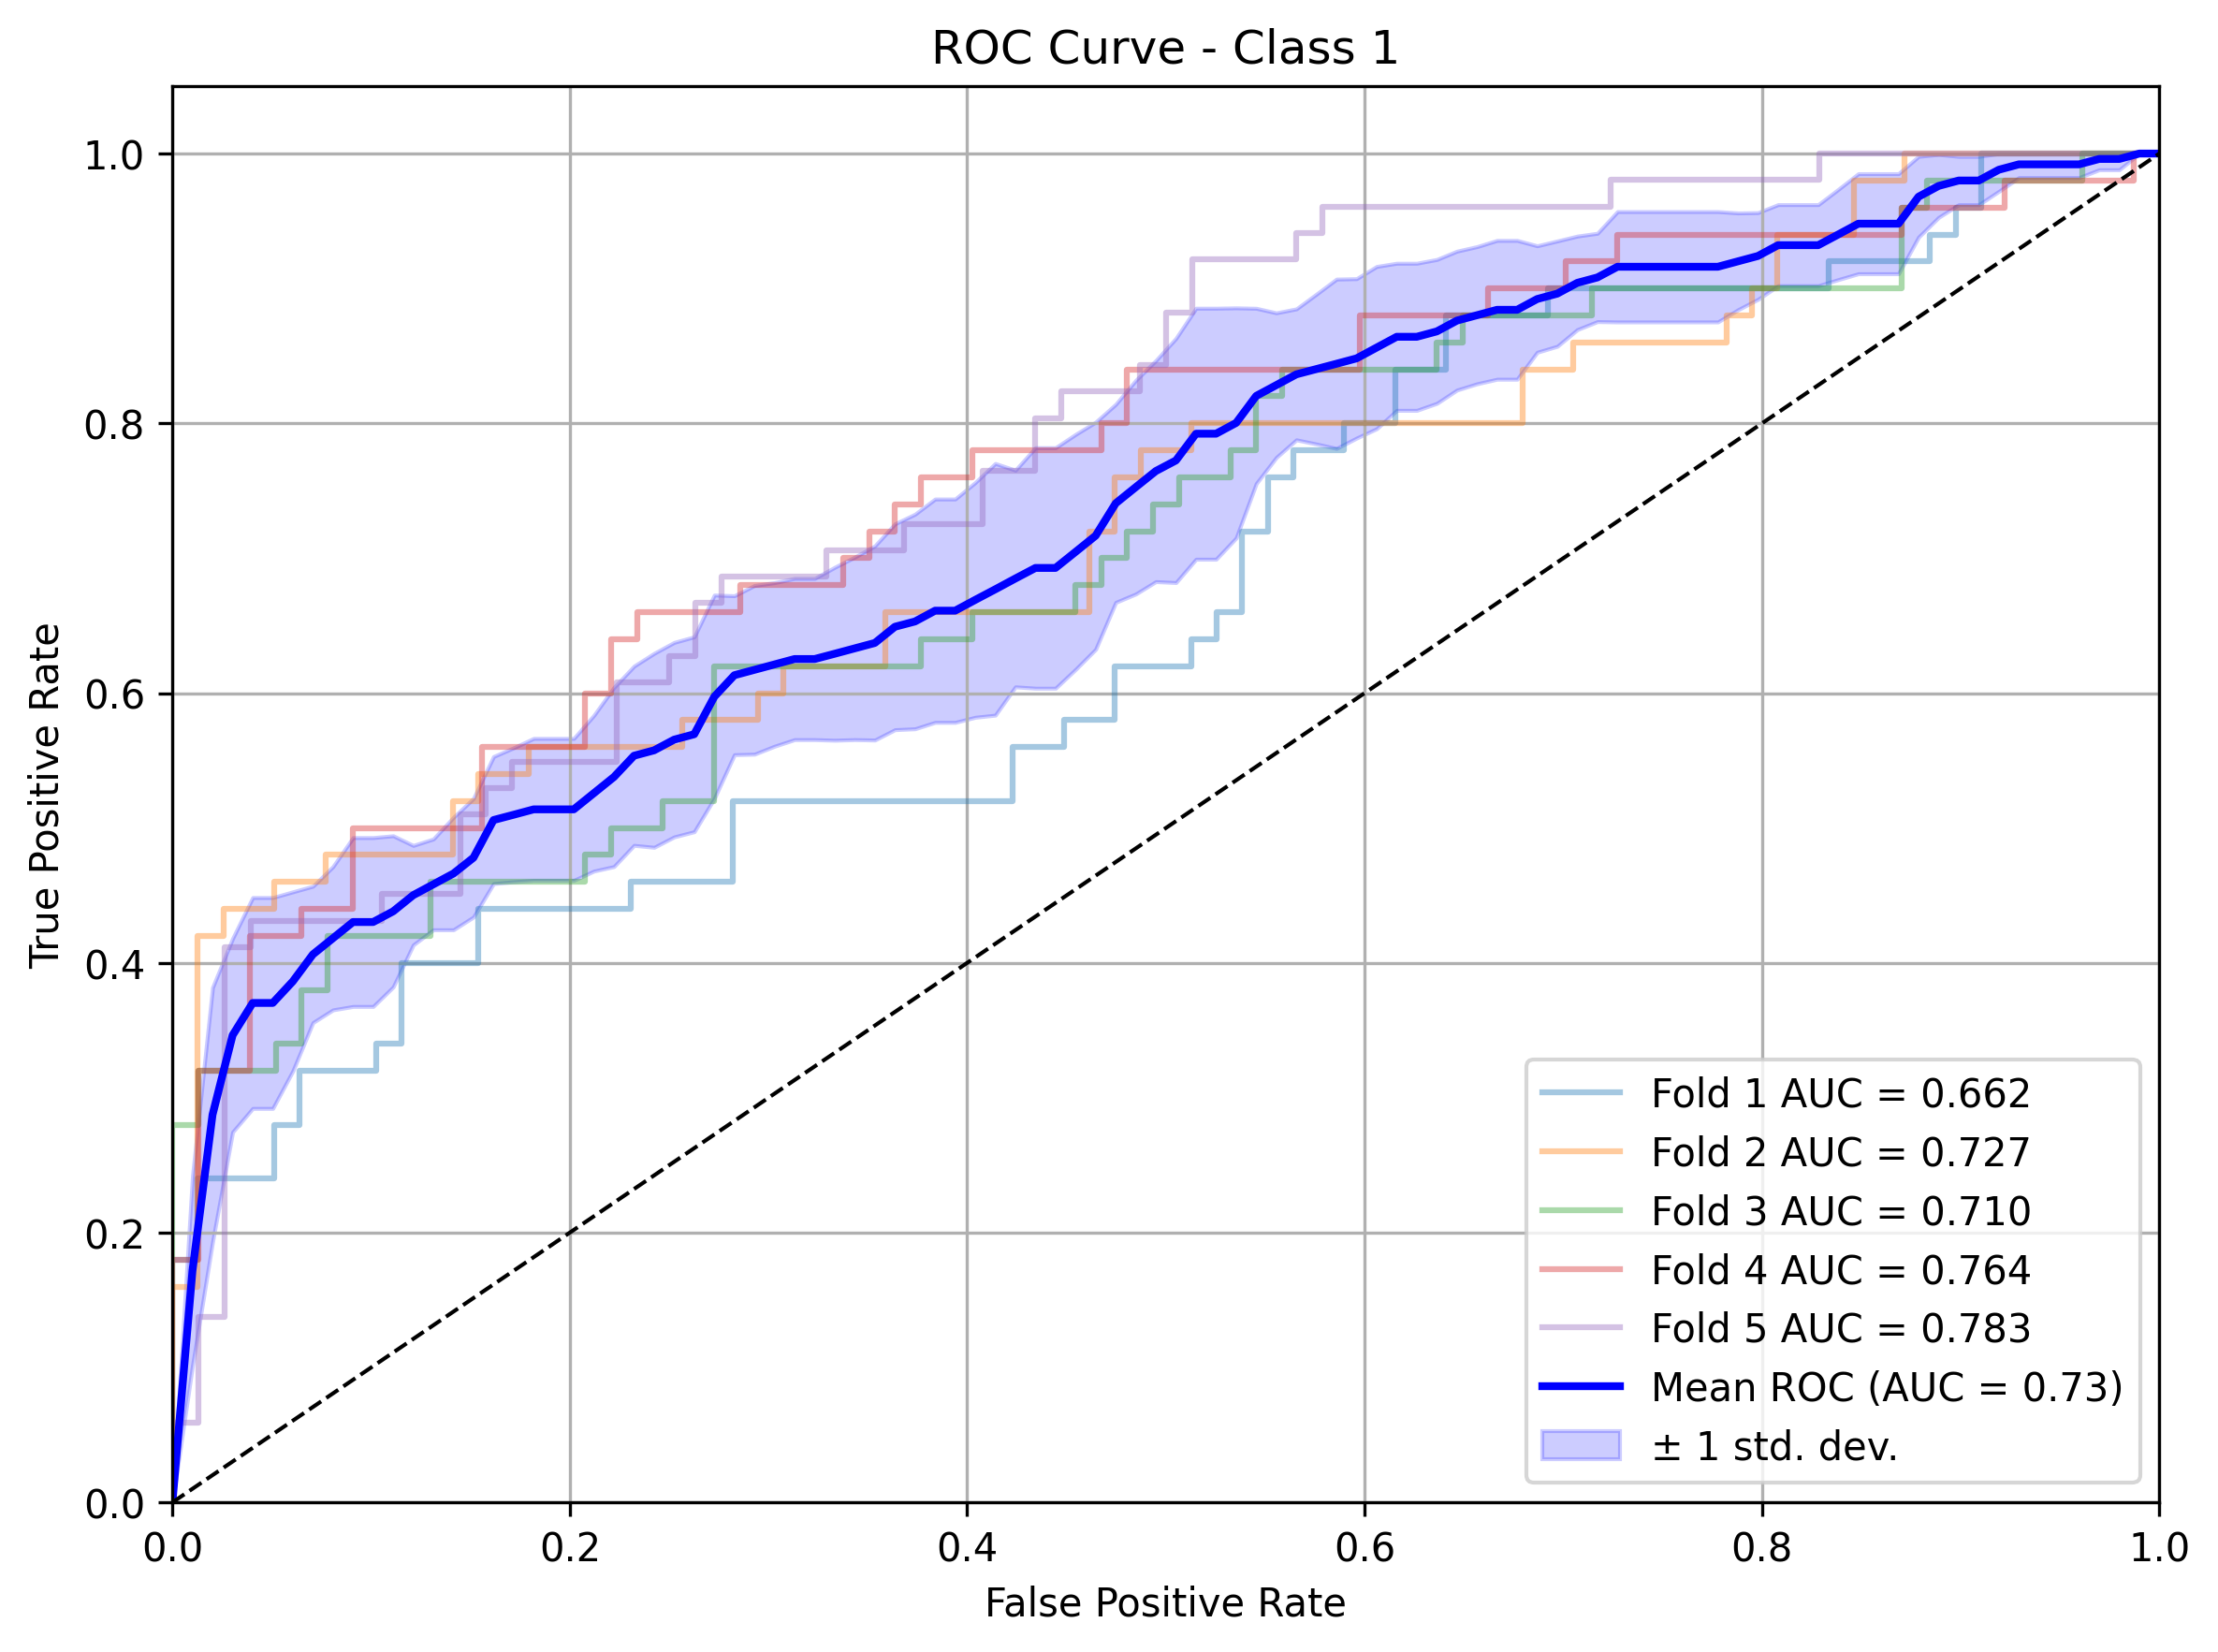 ROC Curve - Class 1
1.0
0.8
0.6
0.4
0.2
0.0
True Positive Rate
0.0 0.2 0.4 0.6 0.8 1.0
False Positive Rate
Fold 1 AUC = 0.662
Fold 2 AUC = 0.727
Fold 3 AUC = 0.710
Fold 4 AUC = 0.764
Fold 5 AUC = 0.783
Mean ROC (AUC = 0.73)
± 1 std. dev.